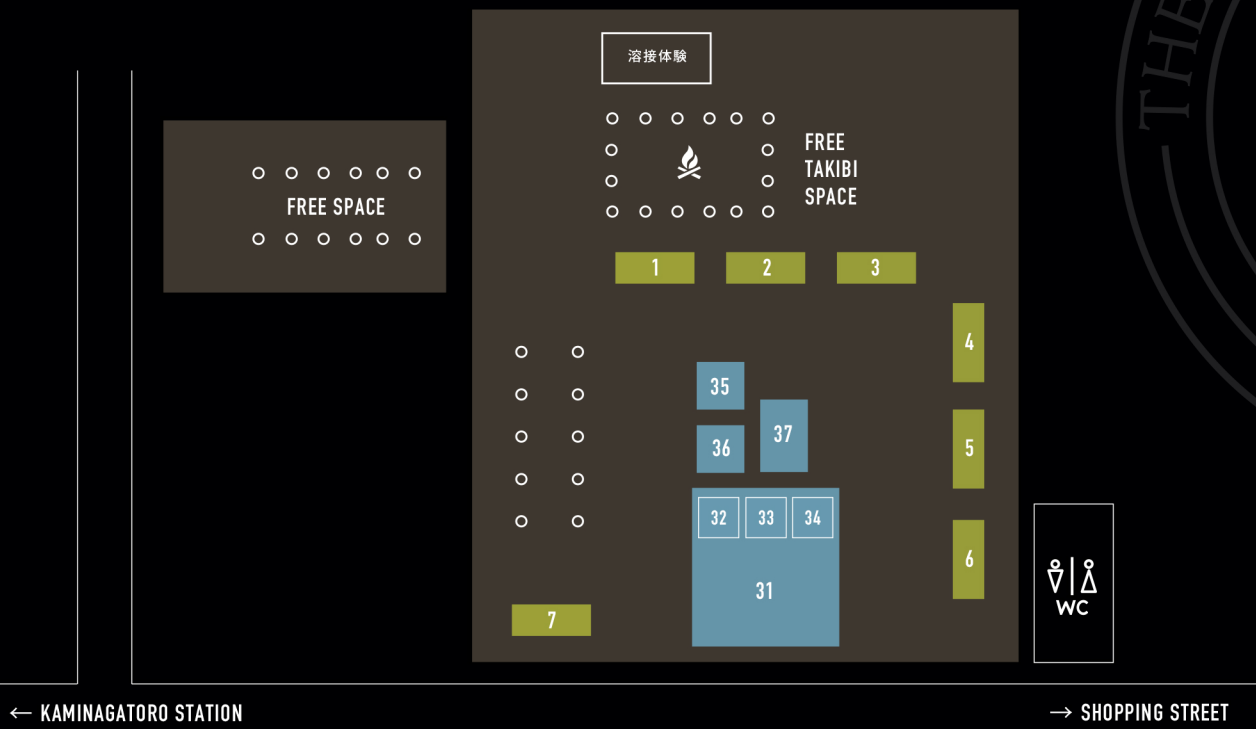 THE
溶接体験
FREE
TAKIBI
SPACE
FREE SPACE
1
2
3
4
35
37
36
5
32
33
34
6
31
7
WC
← KAMINAGATORO STATION
→ SHOPPING STREET